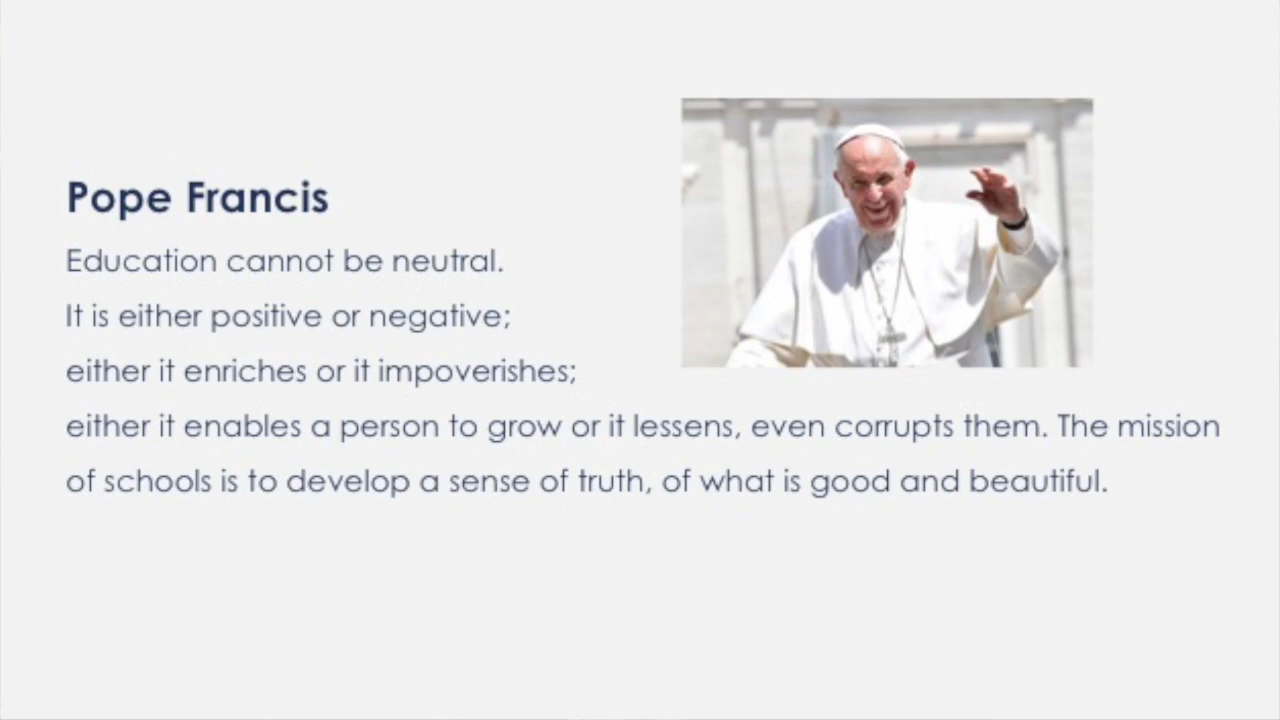 Pope Francis
Education cannot be neutral.
It is either positive or negative;
either it enriches or it impoverishes;
either it enables a person to grow or it lessens, even corrupts them. The mission
of schools is to develop a sense of truth, of what is good and beautiful.